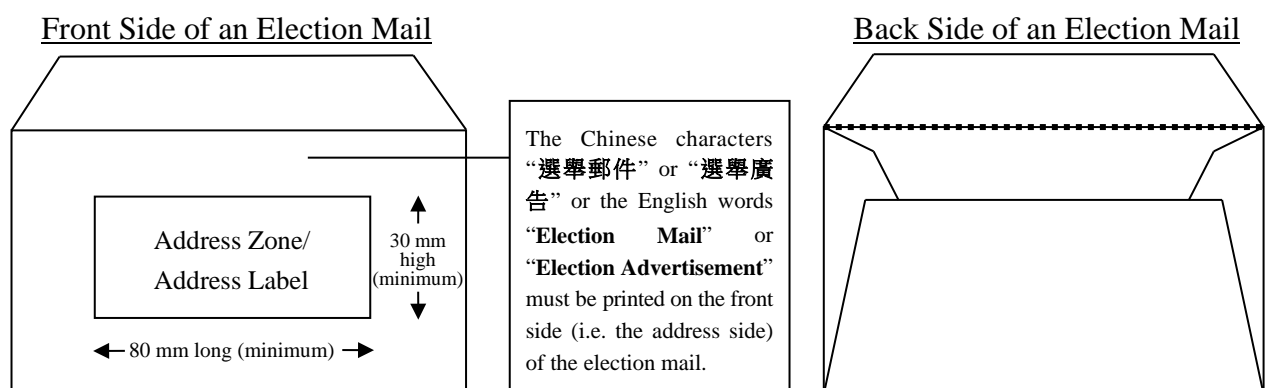 Front Side of an Election Mail
Back Side of an Election Mail
The Chinese characters
“選舉郵件” or “選舉廣
告” or the English words
“Election Mail” or
“Election Advertisement”
must be printed on the front
side (i.e. the address side)
of the election mail.
Address Zone/
Address Label
30 mm
high
(minimum)
80 mm long (minimum)